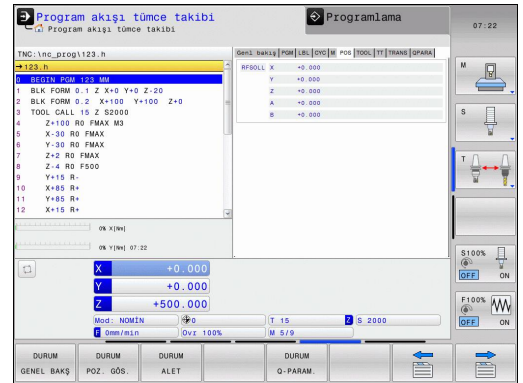 Program akışı tümce takibi
Program akışı tümce takibi
Programlama
07:22
TNC:\nc_prog\123.h
→123.h
0 BEGIN PGM 123 MM
1 BLK FORM 0.1 Z X+0 Y+0 Z-20
2 BLK FORM 0.2 X+100 Y+100 Z+0
3 TOOL CALL 15 Z S2000
4 Z+100 R0 FMAX M3
5 X-30 R0 FMAX
6 Y-30 R0 FMAX
7 Z+2 R0 FMAX
8 Z-4 R0 F500
9 Y+15 R-
10 X+85 R+
11 Y+85 R+
12 X+15 R+
Genl bakış PGM LBL CYC M POS TOOL TT TRANS QPARA
RFSOLL X +0.000
Y +0.000
Z +0.000
A +0.000
B +0.000
0% X[Nm]
0% Y[Nm] 07:22
X +0.000
Y +0.000
Z +500.000
Mod: NOMİN 0 T 15 Z S 2000
F 0mm/min Ovr 100% M 5/9
M
S
T
S100%
OFF ON
F100%
OFF ON
DURUM GENEL BAKŞ
DURUM POZ. GÖS.
DURUM ALET
DURUM Q-PARAM.